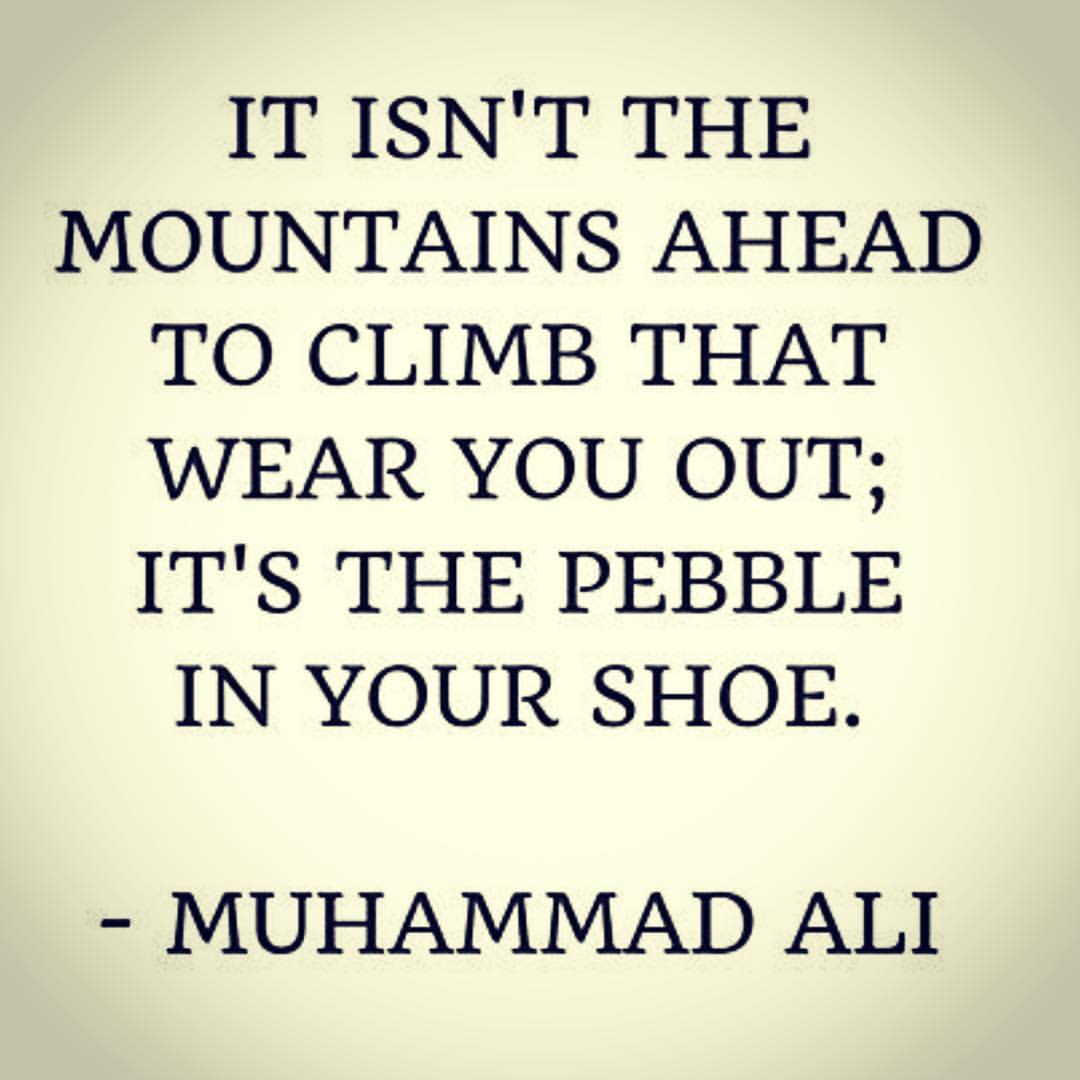 IT ISN'T THE
MOUNTAINS AHEAD
TO CLIMB THAT
WEAR YOU OUT;
IT'S THE PEBBLE
IN YOUR SHOE.
- MUHAMMAD ALI